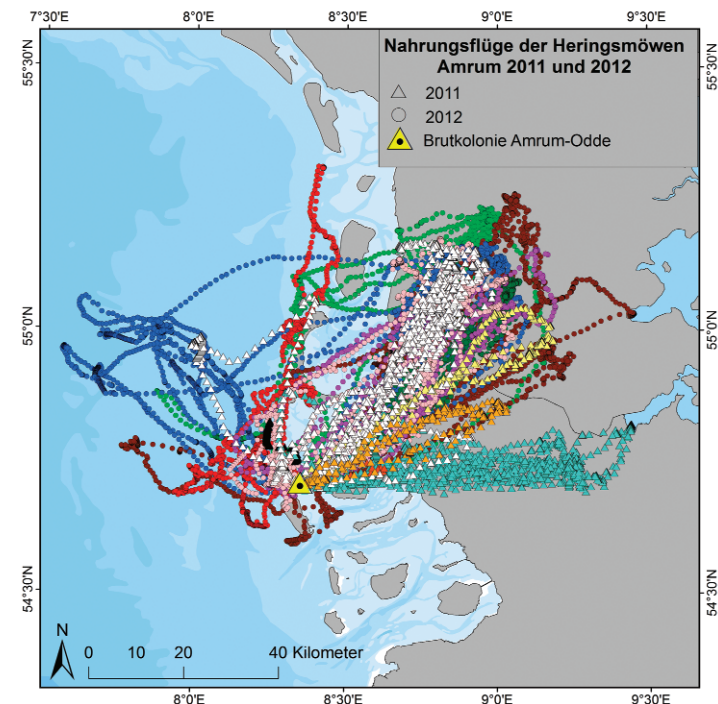 7°30'E
8°0'E
8°30'E
9°0'E
9°30'E
55°30'N
55°30'N
Nahrungsflüge der Heringsmöwen
Amrum 2011 und 2012
2011
2012
Brutkolonie Amrum-Odde
55°0'N
55°0'N
54°30'N
54°30'N
N
0 10 20 40 Kilometer
8°0'E
8°30'E
9°0'E
9°30'E